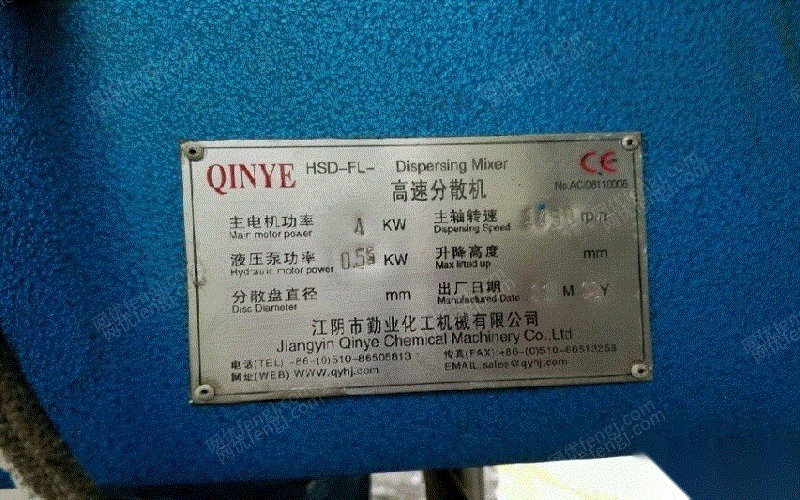 QINYE HSD-FL- Dispersing Mixer CE
高速分散机 No.AC/08110008
主电机功率 4 KW 主轴转速 rpm
Main motor power Dispersing Speed
液压泵功率 0.55 KW 升降高度 mm
Hydraulic motor power Max lifted up
分散盘直径 mm 出厂日期 M Y
Disc Diameter Manufactured Date
江阴市勤业化工机械有限公司
Jiangyin Qinye Chemical Machinery Co.,Ltd
电话(TEL) +86-(0)510-86505813 传真(FAX) +86-(0)510-86513253
网址(WEB) WWW.qyhj.com EMAIL:sales@qyhj.com